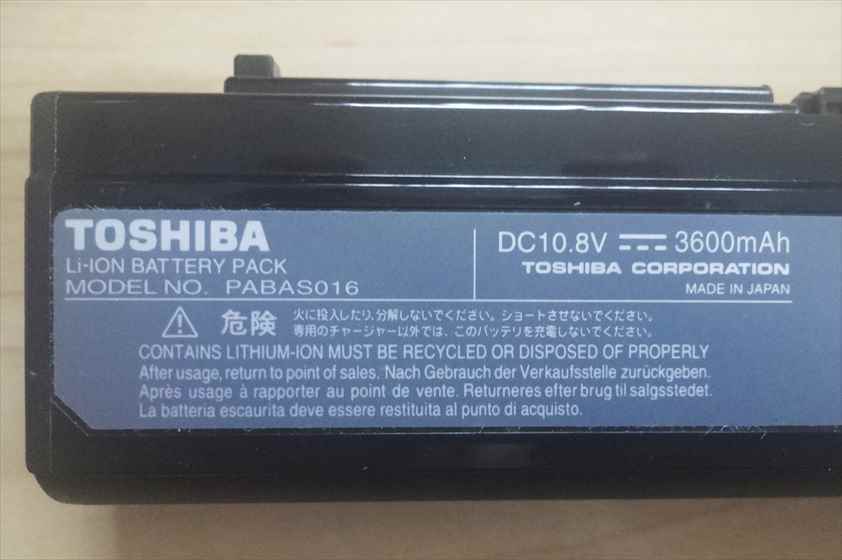 TOSHIBA
Li-ION BATTERY PACK
MODEL NO. PABAS016
DC10.8V 3600mAh
TOSHIBA CORPORATION
MADE IN JAPAN
危険
火に投入したり、分解しないでください。ショートさせないでください。
専用のチャージャー以外では、このバッテリを充電しないでください。
CONTAINS LITHIUM-ION MUST BE RECYCLED OR DISPOSED OF PROPERLY
After usage, return to point of sales. Nach Gebrauch der Verkaufsstelle zurückgeben.
Après usage à rapporter au point de vente. Returneres efter brug til salgsstedet.
La batteria escaurita deve essere restituita al punto di acquisto.